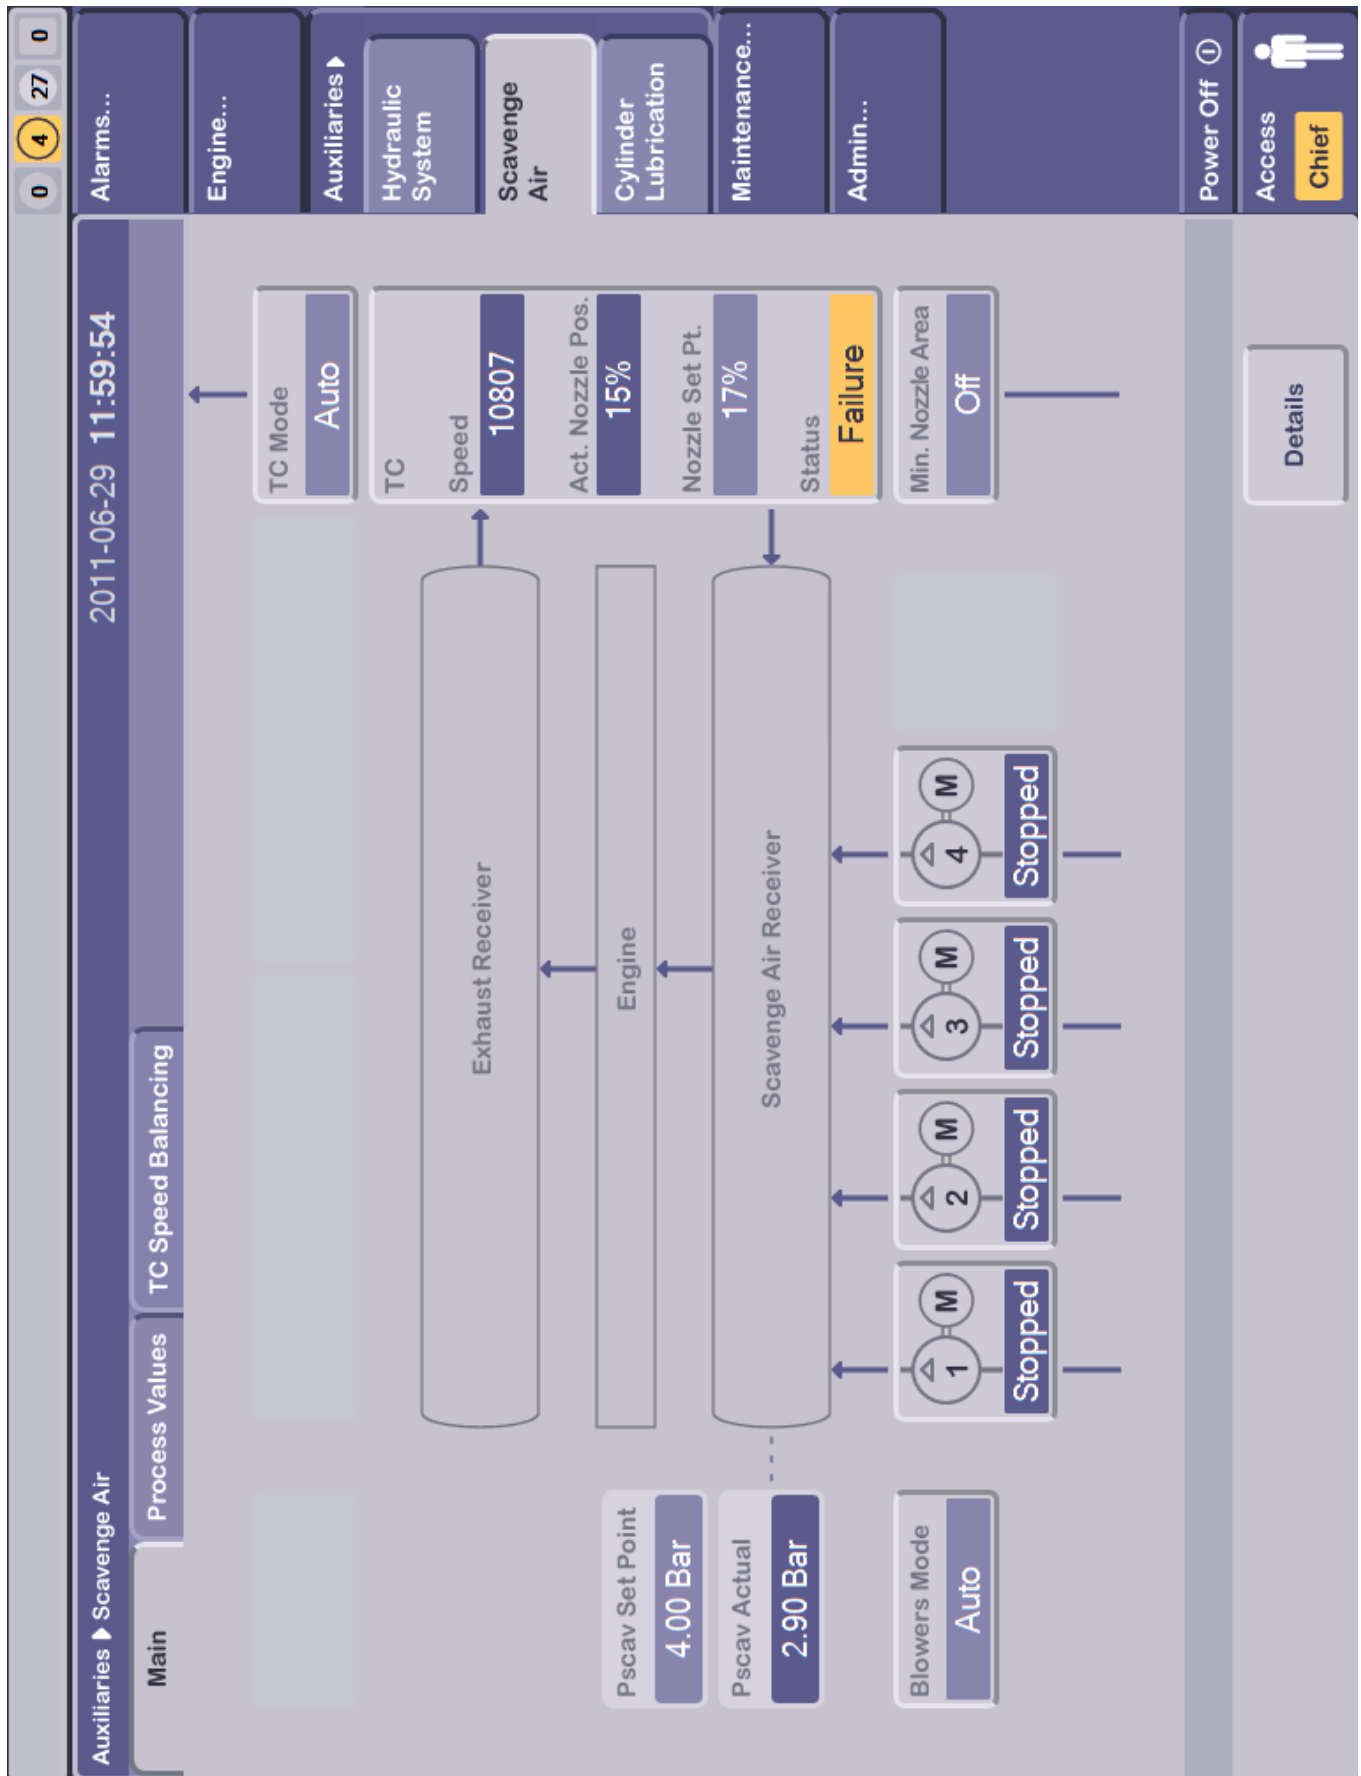 0 4 27 0
Auxiliaries Scavenge Air 2011-06-29 11:59:54
Main
Process Values
TC Speed Balancing
TC Mode
Auto
TC
Speed
10807
Act. Nozzle Pos.
15%
Nozzle Set Pt.
17%
Status
Failure
Min. Nozzle Area
Off
Exhaust Receiver
Engine
Scavenge Air Receiver
Pscav Set Point
4.00 Bar
Pscav Actual
2.90 Bar
Blowers Mode
Auto
1 M
Stopped
2 M
Stopped
3 M
Stopped
4 M
Stopped
Details
Alarms...
Engine...
Auxiliaries
Hydraulic
System
Scavenge
Air
Cylinder
Lubrication
Maintenance...
Admin...
Power Off
Access
Chief